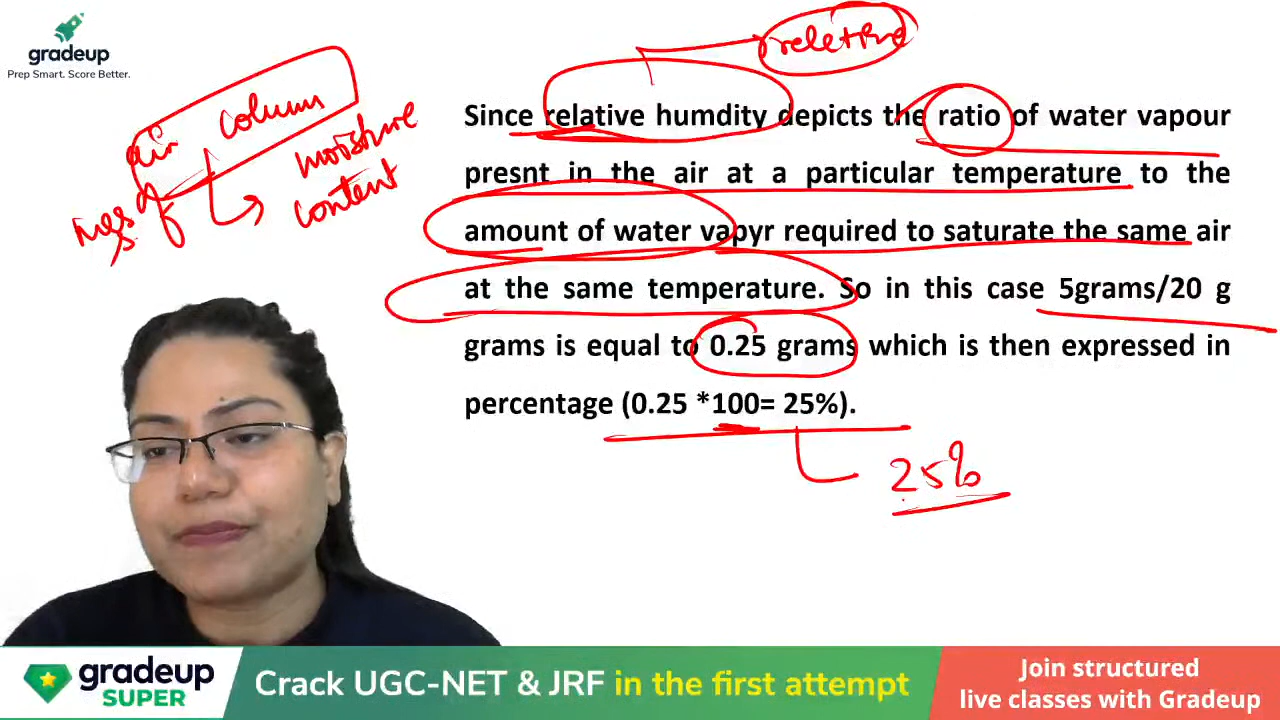 gradeup
Prep Smart. Score Better.
relative
air column
moisture
content
mass of
Since relative humdity depicts the ratio of water vapour
presnt in the air at a particular temperature to the
amount of water vapyr required to saturate the same air
at the same temperature. So in this case 5grams/20 g
grams is equal to 0.25 grams which is then expressed in
percentage (0.25 *100= 25%).
25%
gradeup
SUPER
Crack UGC-NET & JRF in the first attempt
Join structured
live classes with Gradeup